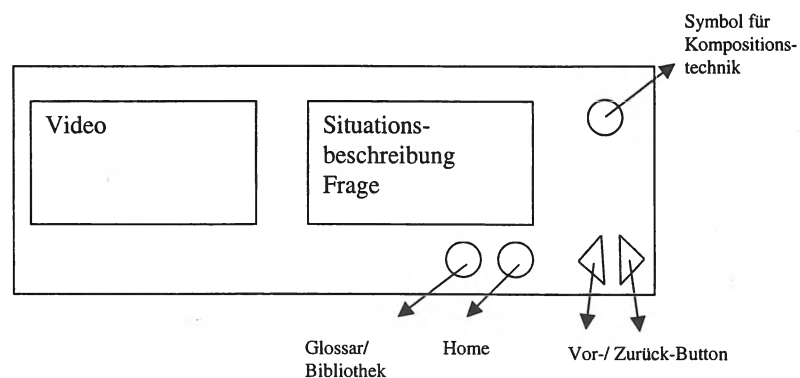 Symbol für
Kompositions-
technik
Video
Situations-
beschreibung
Frage
Glossar/
Bibliothek
Home
Vor-/ Zurück-Button